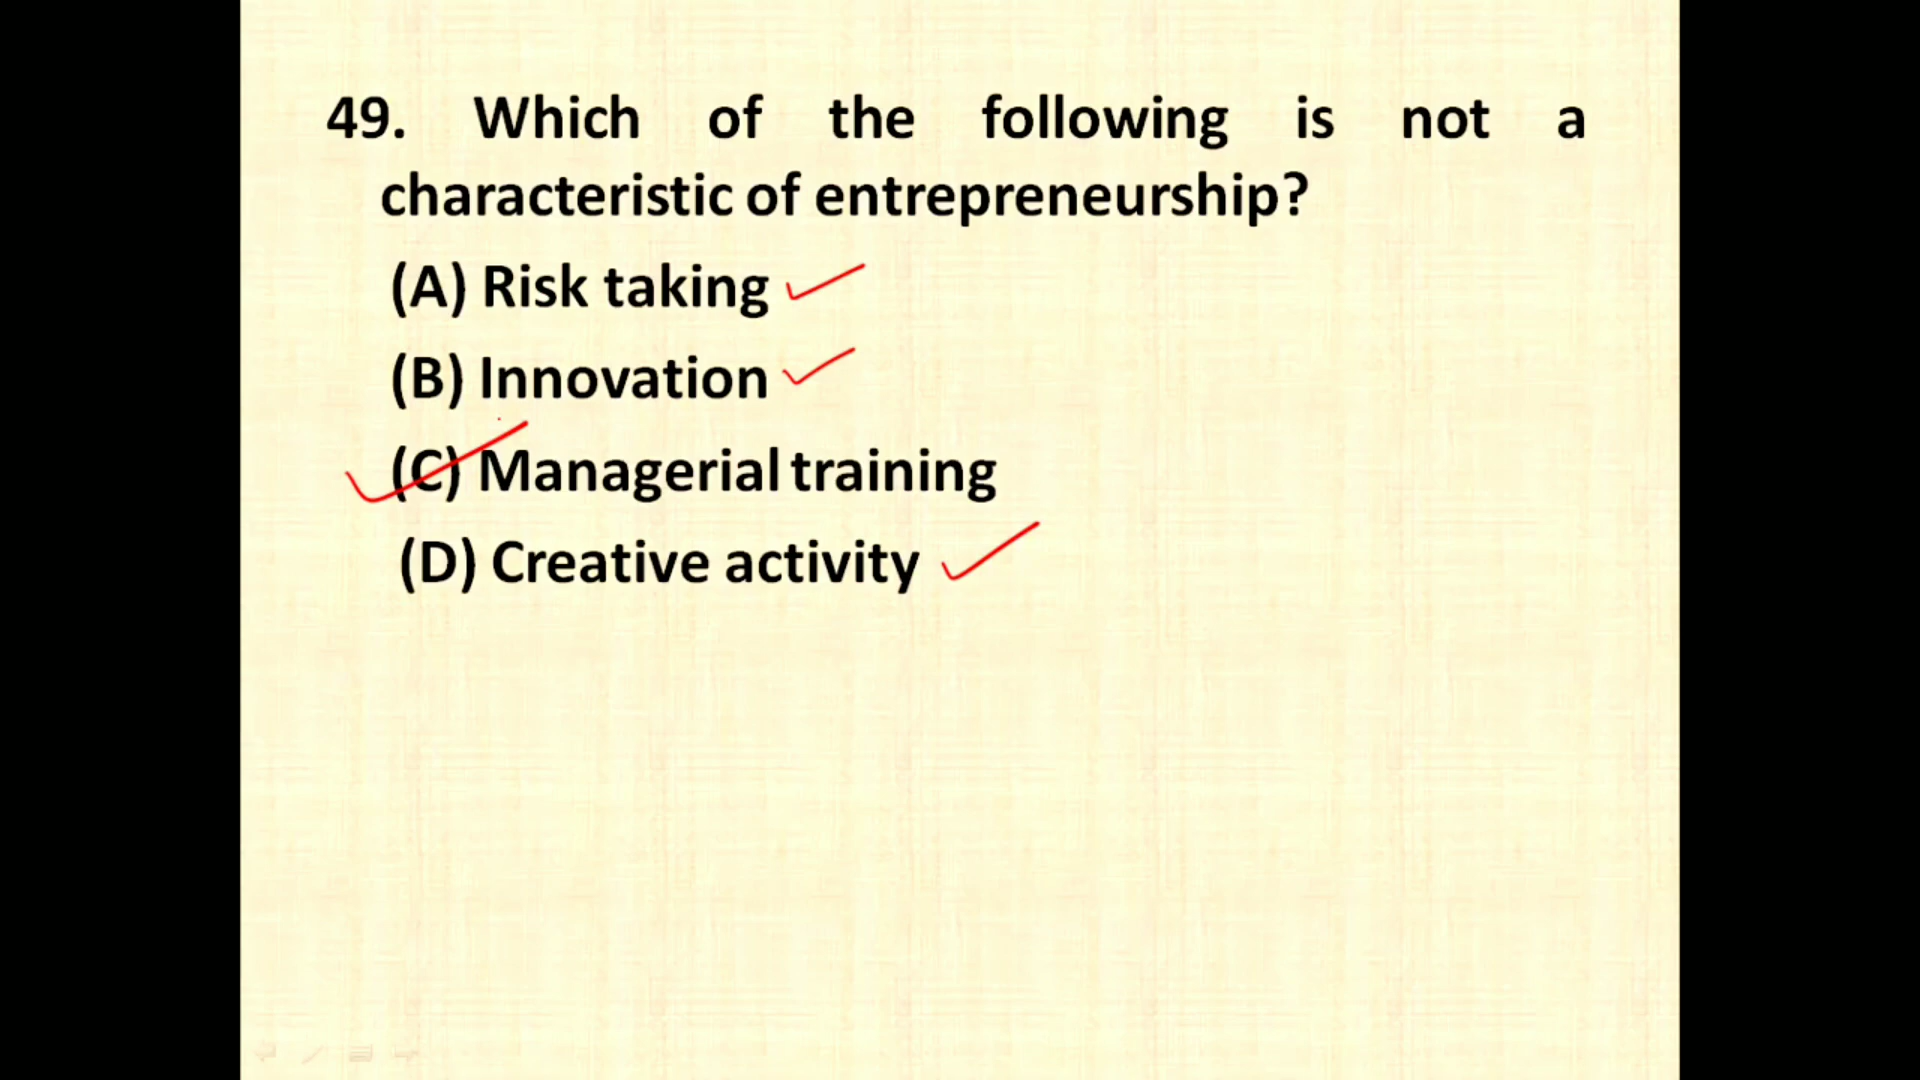 49. Which of the following is not a
characteristic of entrepreneurship?
(A) Risk taking
(B) Innovation
(C) Managerial training
(D) Creative activity